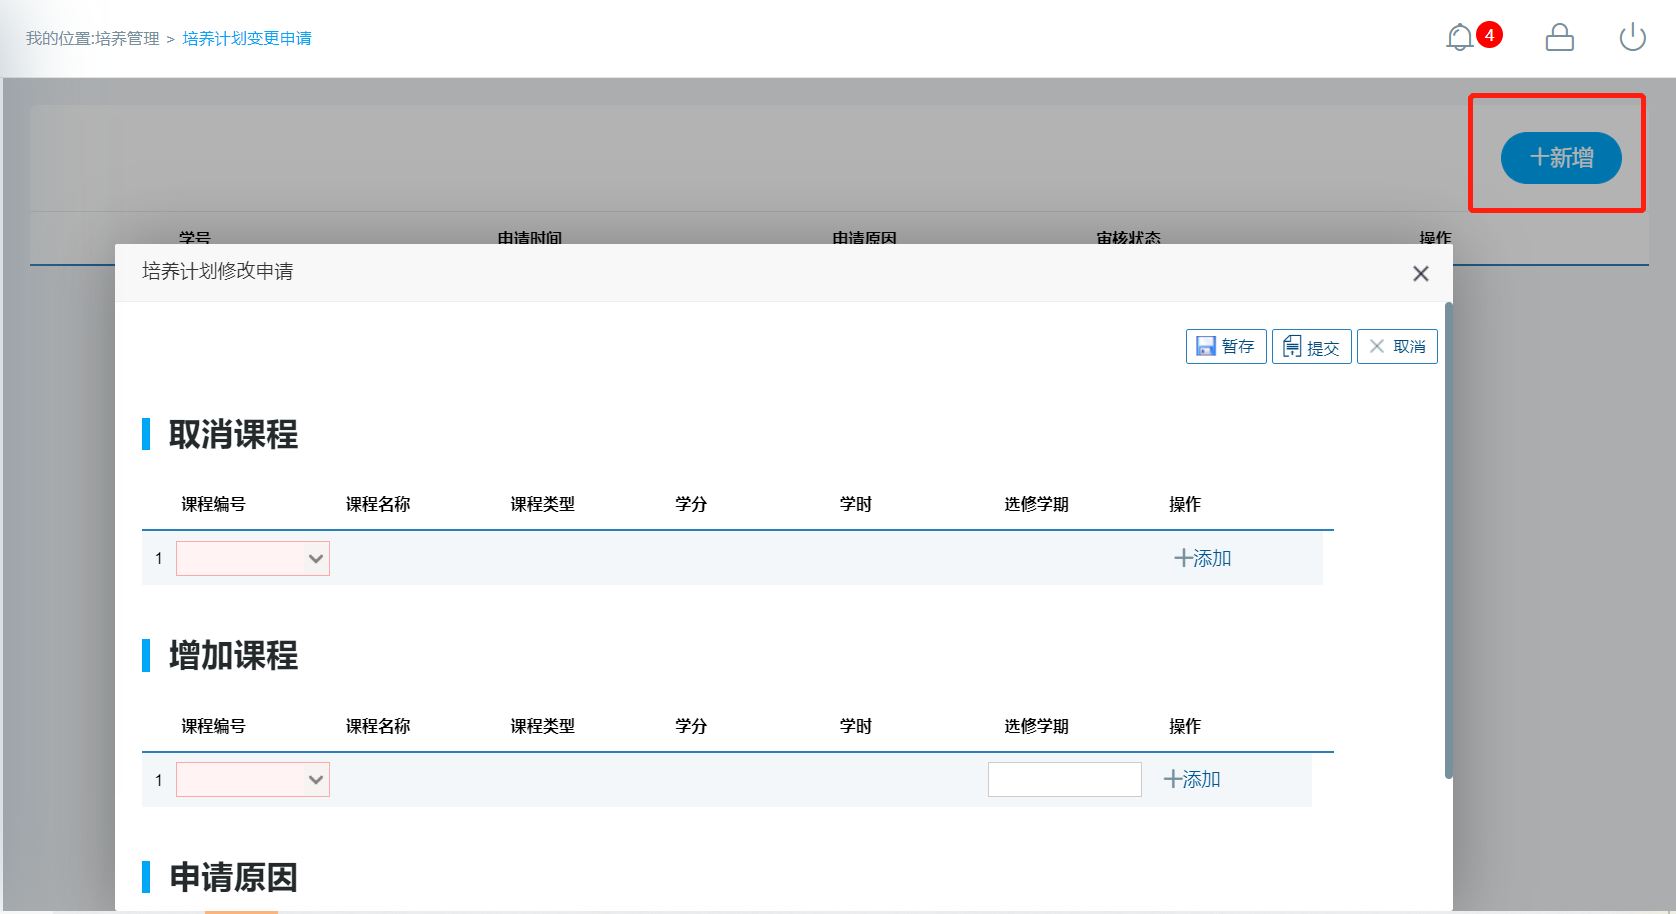 我的位置:培养管理 > 培养计划变更申请
4
新增
学号 申请时间 申请原因 审核状态 操作
培养计划修改申请
暂存 提交 取消
取消课程
课程编号 课程名称 课程类型 学分 学时 选修学期 操作
1 添加
增加课程
课程编号 课程名称 课程类型 学分 学时 选修学期 操作
1 添加
申请原因